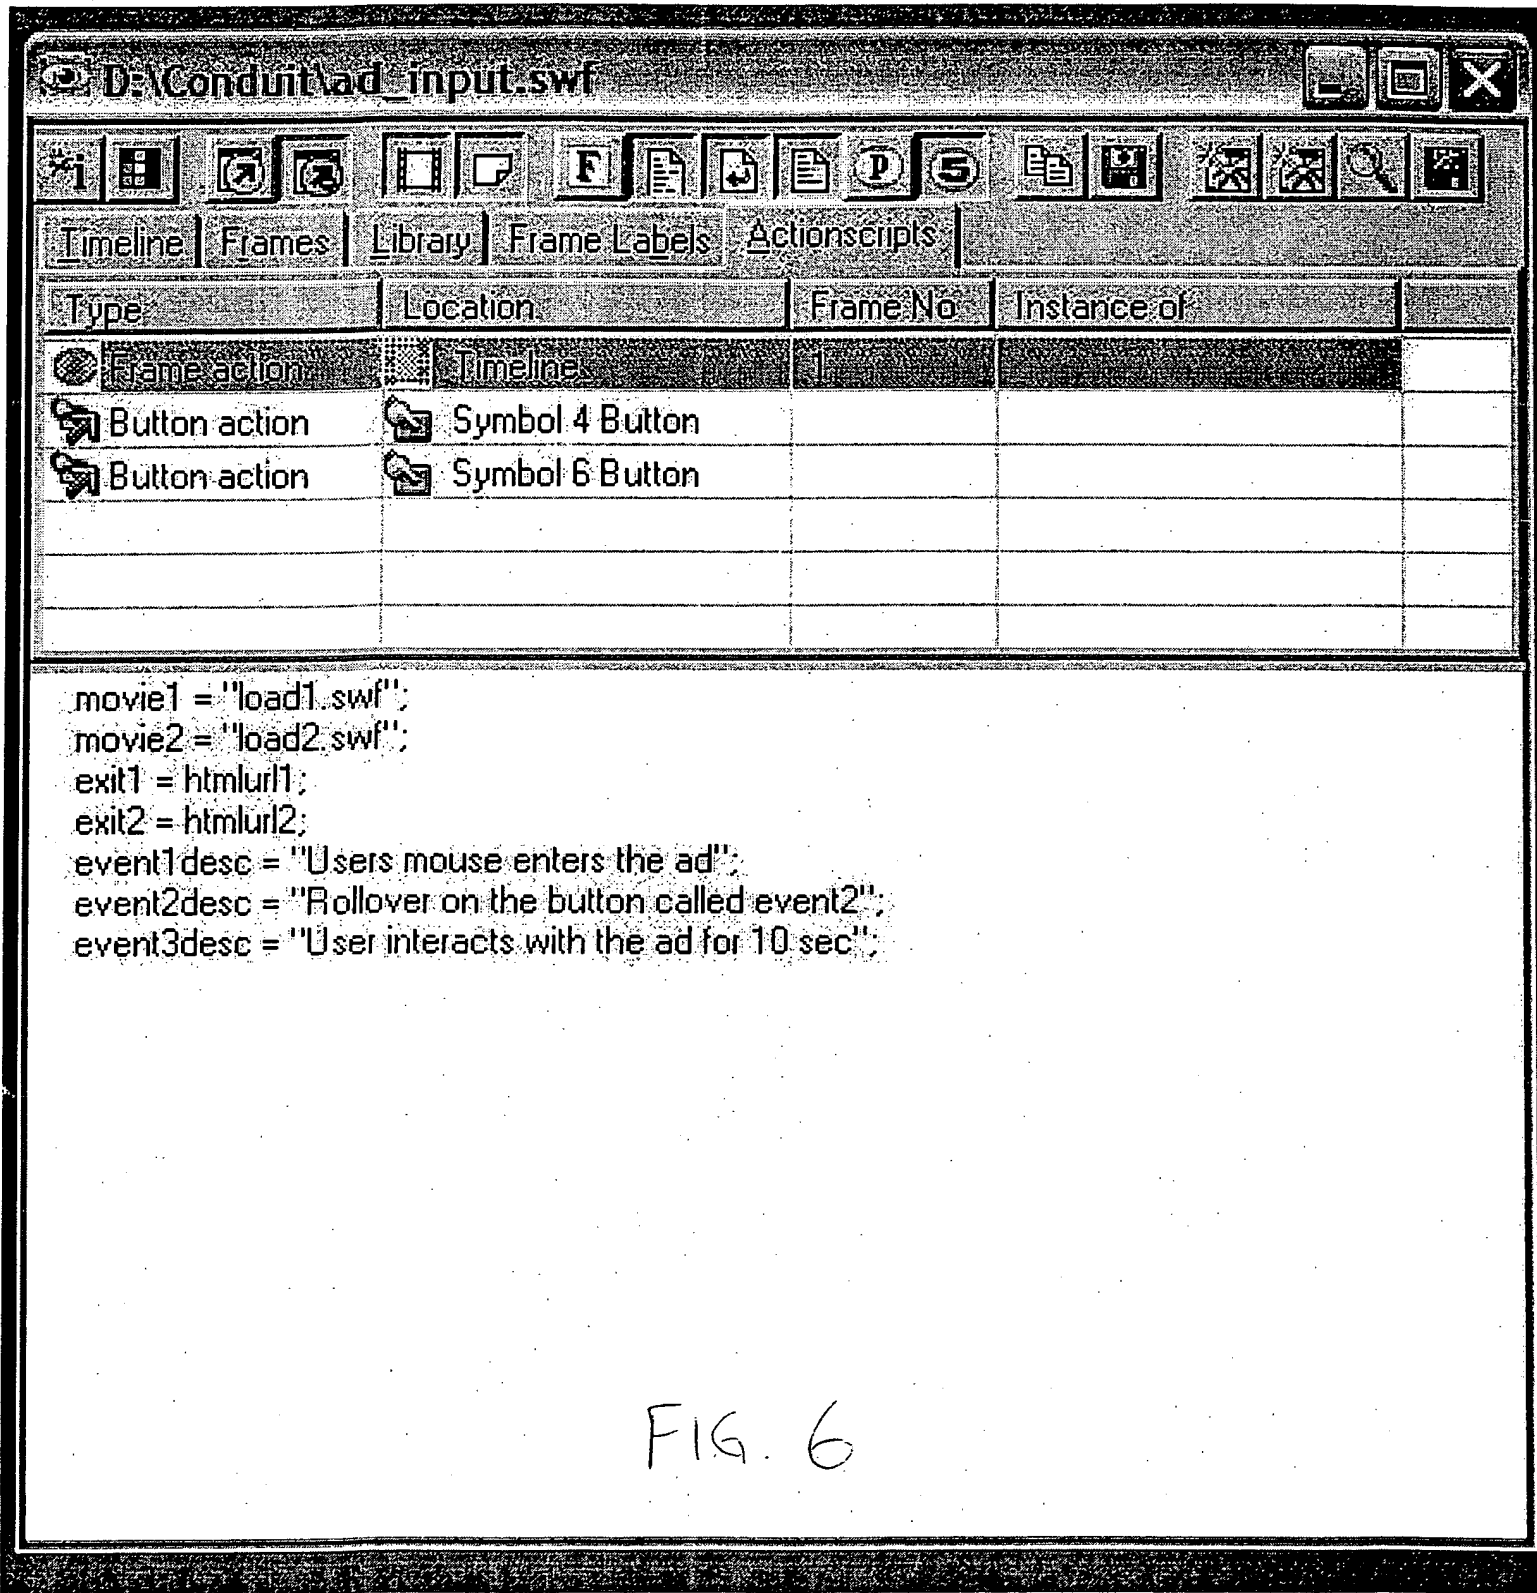 D:\Conduit\ad_input.swf
Timeline Frames Library Frame Labels Actionscripts
Type Location Frame No Instance of
Frame action Timeline 1
Button action Symbol 4 Button
Button action Symbol 6 Button
movie1 = "load1.swf";
movie2 = "load2.swf";
exit1 = htmlurl1;
exit2 = htmlurl2;
event1desc = "Users mouse enters the ad";
event2desc = "Rollover on the button called event2";
event3desc = "User interacts with the ad for 10 sec";
FIG. 6